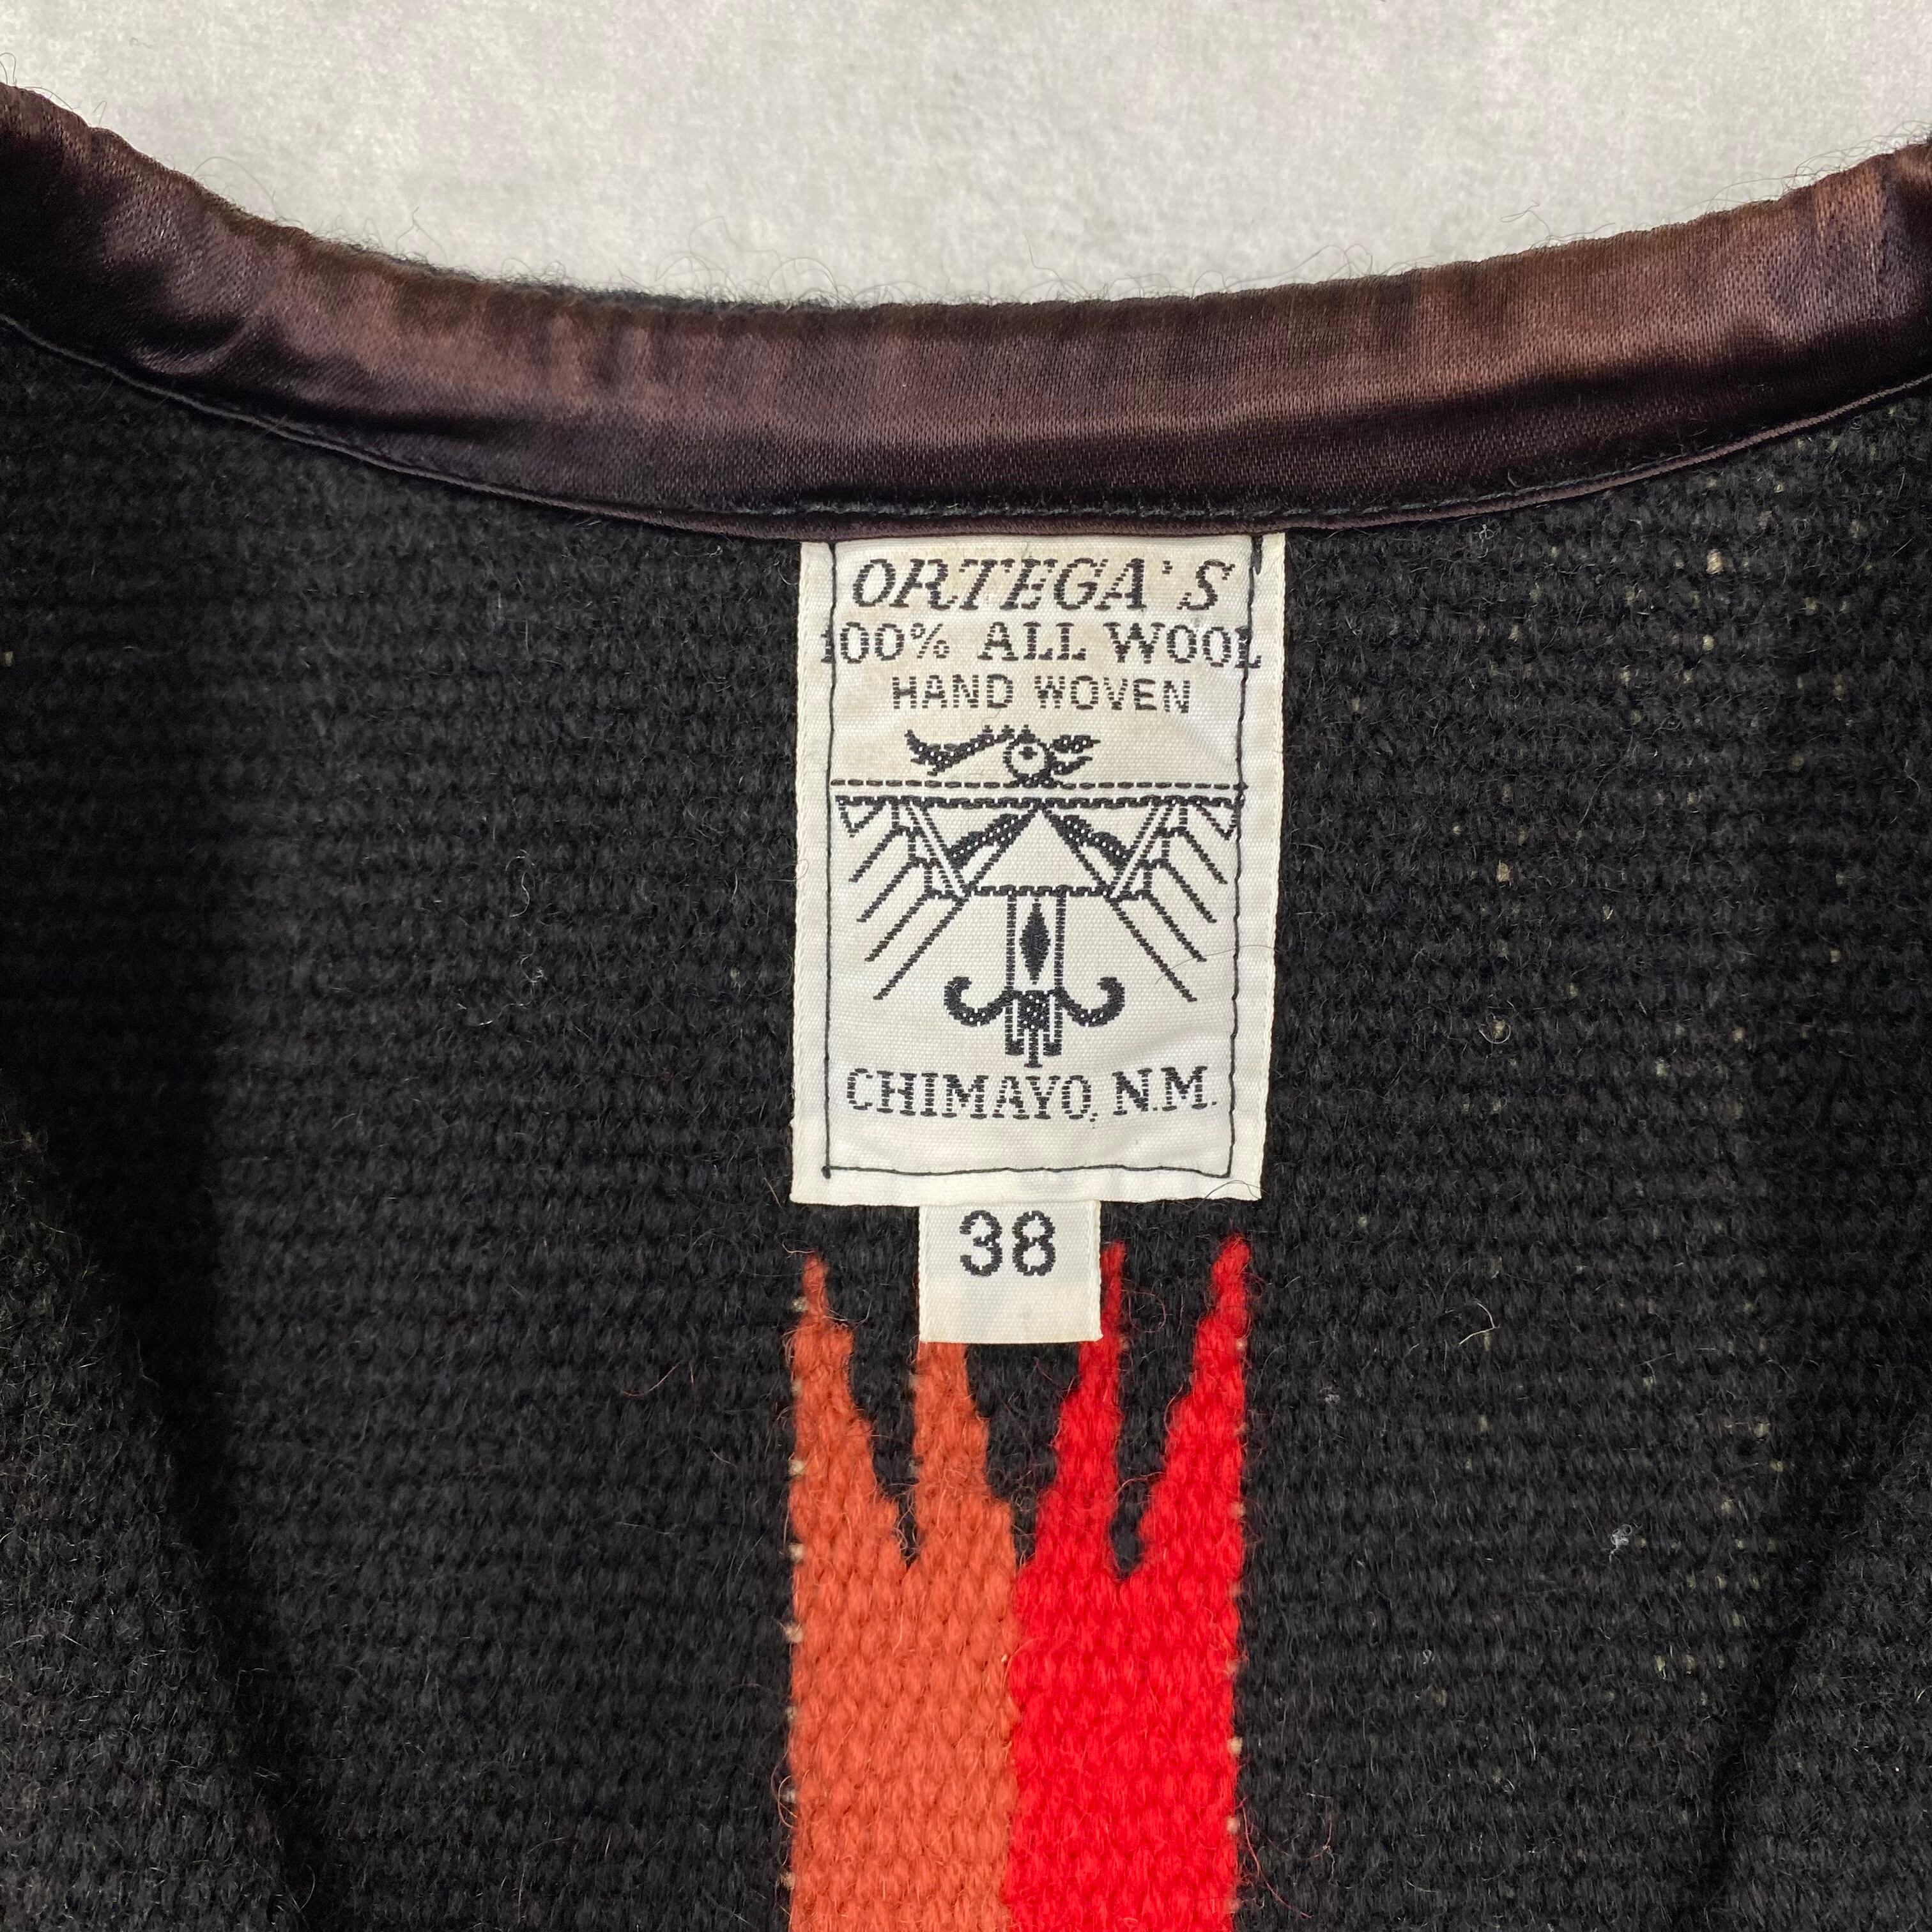 ORTEGA'S
100% ALL WOOL
HAND WOVEN
CHIMAYO, N.M.
38